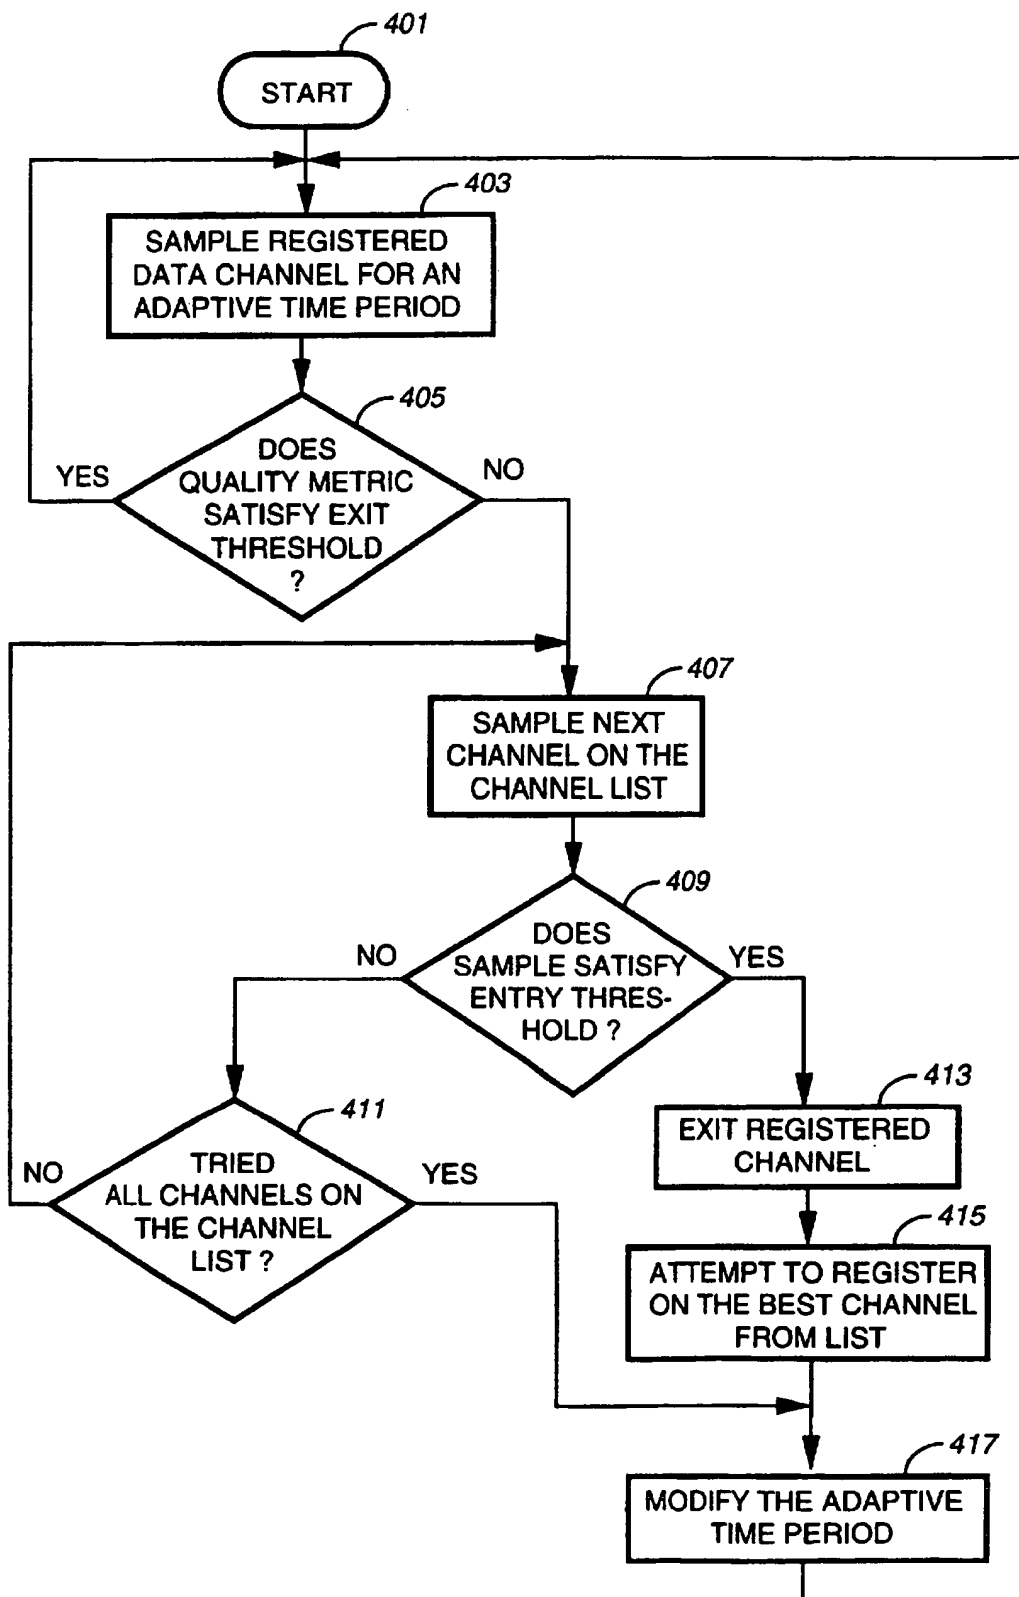 401
START
403
SAMPLE REGISTERED
DATA CHANNEL FOR AN
ADAPTIVE TIME PERIOD
405
DOES
QUALITY METRIC
SATISFY EXIT
THRESHOLD
?
YES
NO
407
SAMPLE NEXT
CHANNEL ON THE
CHANNEL LIST
409
DOES
SAMPLE SATISFY
ENTRY THRES-
HOLD ?
NO
YES
411
TRIED
ALL CHANNELS ON
THE CHANNEL
LIST ?
NO
YES
413
EXIT REGISTERED
CHANNEL
415
ATTEMPT TO REGISTER
ON THE BEST CHANNEL
FROM LIST
417
MODIFY THE ADAPTIVE
TIME PERIOD